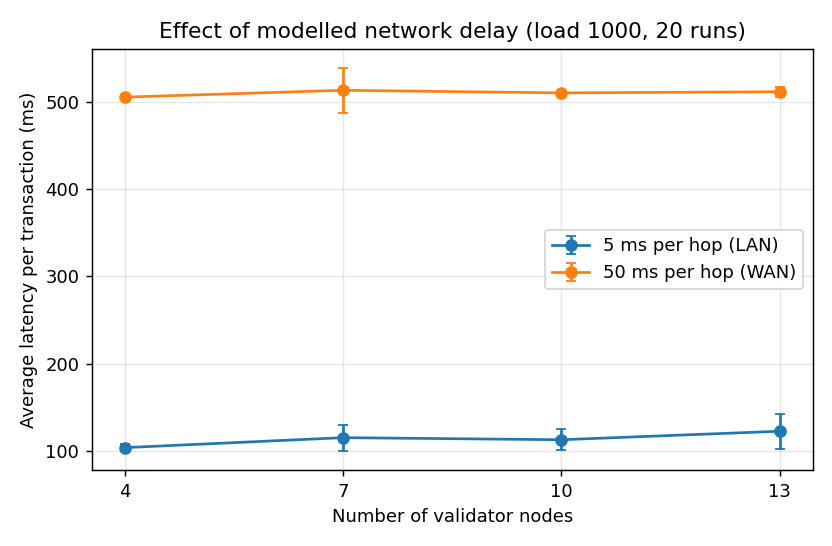 Effect of modelled network delay (load 1000, 20 runs)
Average latency per transaction (ms)
500
400
300
200
100
5 ms per hop (LAN)
50 ms per hop (WAN)
4 7 10 13
Number of validator nodes